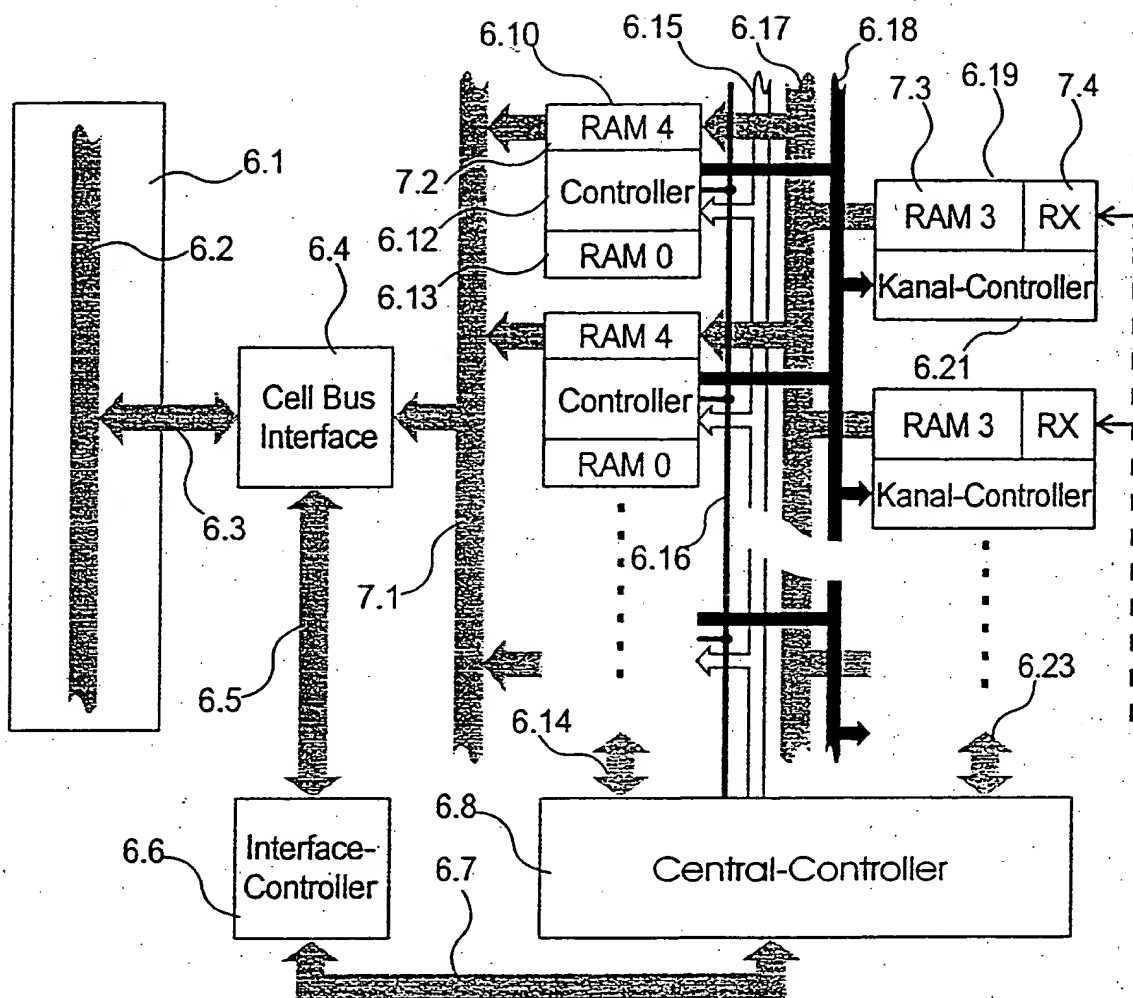 6.10
6.15
6.17
6.18
7.3
6.19
7.4
6.1
6.2
6.4
7.2
6.12
6.13
RAM 4
Controller
RAM 0
RAM 3
RX
Kanal-Controller
6.21
Cell Bus
Interface
6.3
RAM 4
Controller
RAM 0
RAM 3
RX
Kanal-Controller
6.16
7.1
6.5
6.14
6.23
6.6
Interface-
Controller
6.7
6.8
Central-Controller